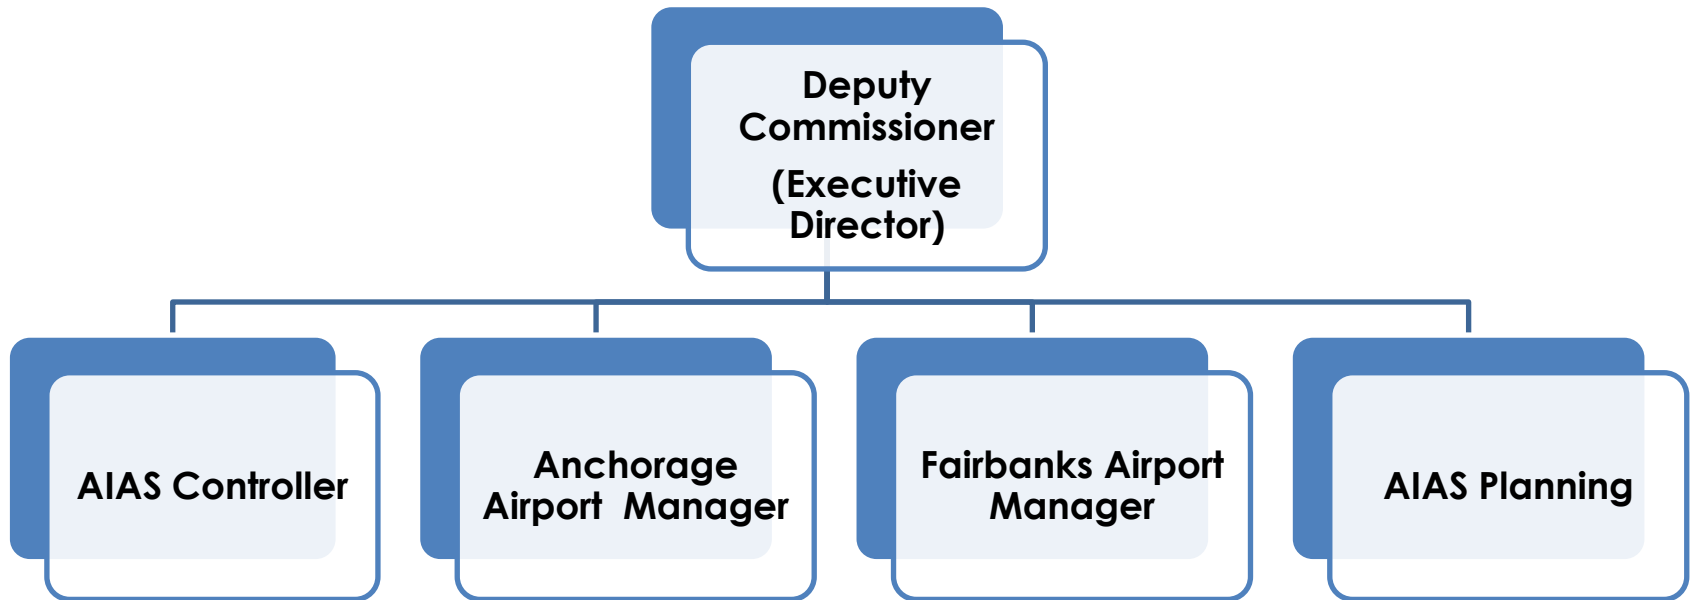 Deputy
Commissioner
(Executive
Director)
AIAS Controller
Anchorage
Airport  Manager
Fairbanks Airport
Manager
AIAS Planning